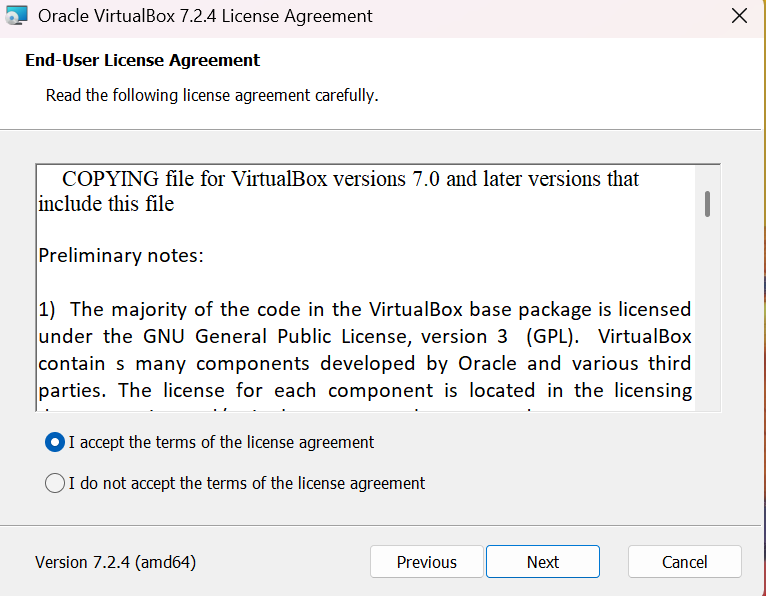 Oracle VirtualBox 7.2.4 License Agreement
End-User License Agreement
Read the following license agreement carefully.
COPYING file for VirtualBox versions 7.0 and later versions that
include this file
Preliminary notes:
1) The majority of the code in the VirtualBox base package is licensed
under the GNU General Public License, version 3 (GPL). VirtualBox
contain s many components developed by Oracle and various third
parties. The license for each component is located in the licensing
I accept the terms of the license agreement
I do not accept the terms of the license agreement
Version 7.2.4 (amd64)
Previous
Next
Cancel